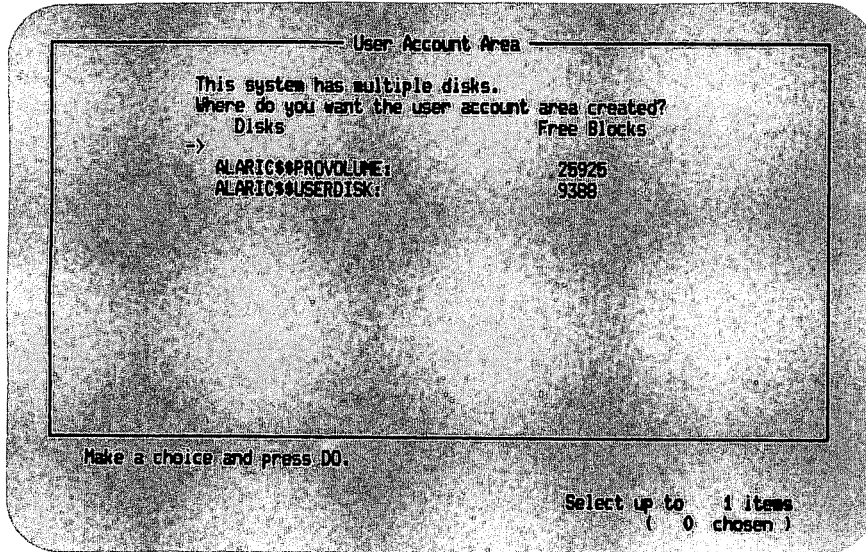 User Account Area
This system has multiple disks.
Where do you want the user account area created?
Disks Free Blocks
->
ALARIC$$PROVOLUME: 25925
ALARIC$$USERDISK: 9388
Make a choice and press DO.
Select up to 1 items
( 0 chosen )